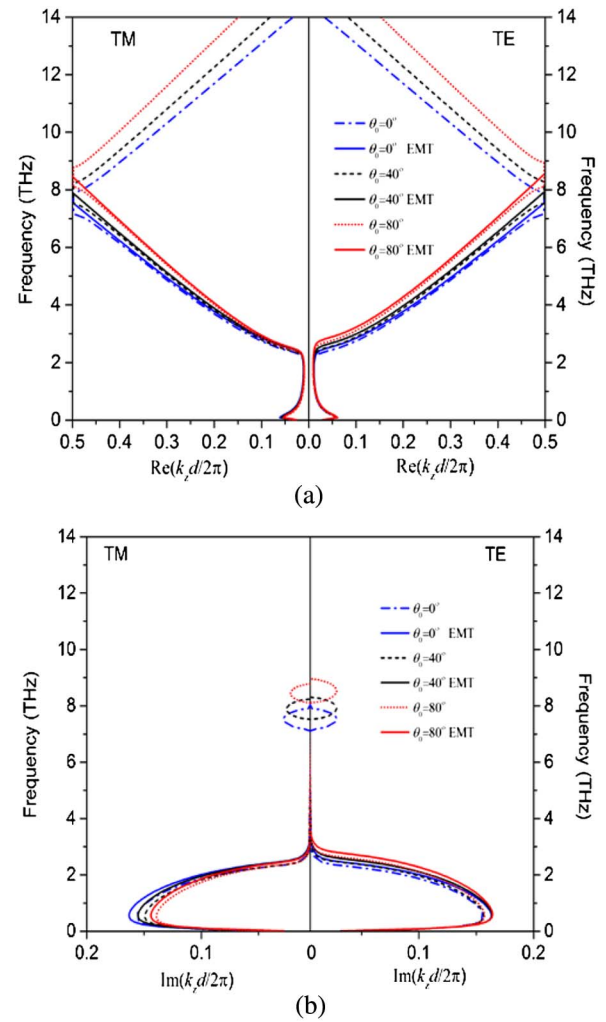 TM
TE
Frequency (THz)
Frequency (THz)
14
12
10
8
6
4
2
0
14
12
10
8
6
4
2
0
θ₀=0°
θ₀=0° EMT
θ₀=40°
θ₀=40° EMT
θ₀=80°
θ₀=80° EMT
0.5 0.4 0.3 0.2 0.1 0.0 0.1 0.2 0.3 0.4 0.5
Re(k_z d/2π)
Re(k_z d/2π)
(a)
TM
TE
Frequency (THz)
Frequency (THz)
14
12
10
8
6
4
2
0
14
12
10
8
6
4
2
0
θ₀=0°
θ₀=0° EMT
θ₀=40°
θ₀=40° EMT
θ₀=80°
θ₀=80° EMT
0.2 0.1 0 0.1 0.2
Im(k_z d/2π)
Im(k_z d/2π)
(b)